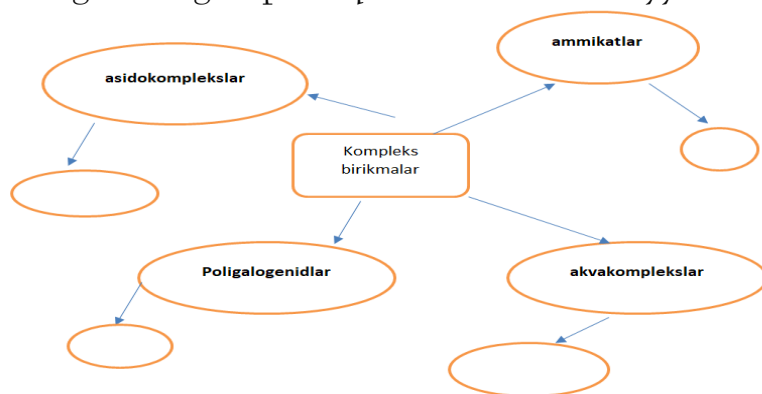 ammikatlar
asidokomplekslar
Kompleks
birikmalar
Poligalogenidlar
akvakomplekslar